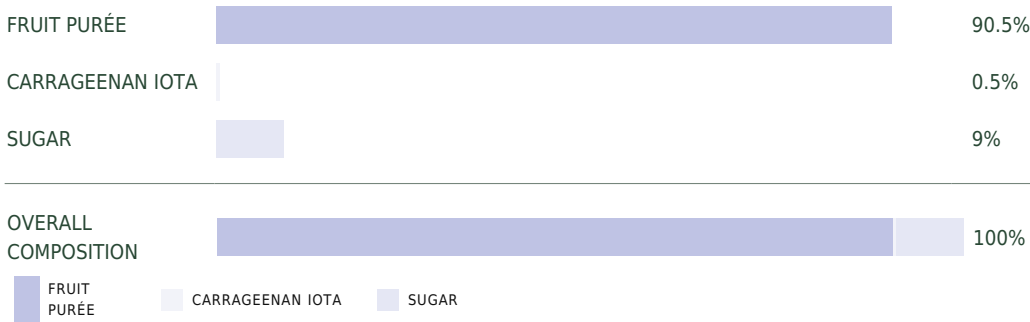 FRUIT PURÉE 90.5%
CARRAGEENAN IOTA 0.5%
SUGAR 9%
OVERALL
COMPOSITION 100%
FRUIT
PURÉE
CARRAGEENAN IOTA
SUGAR